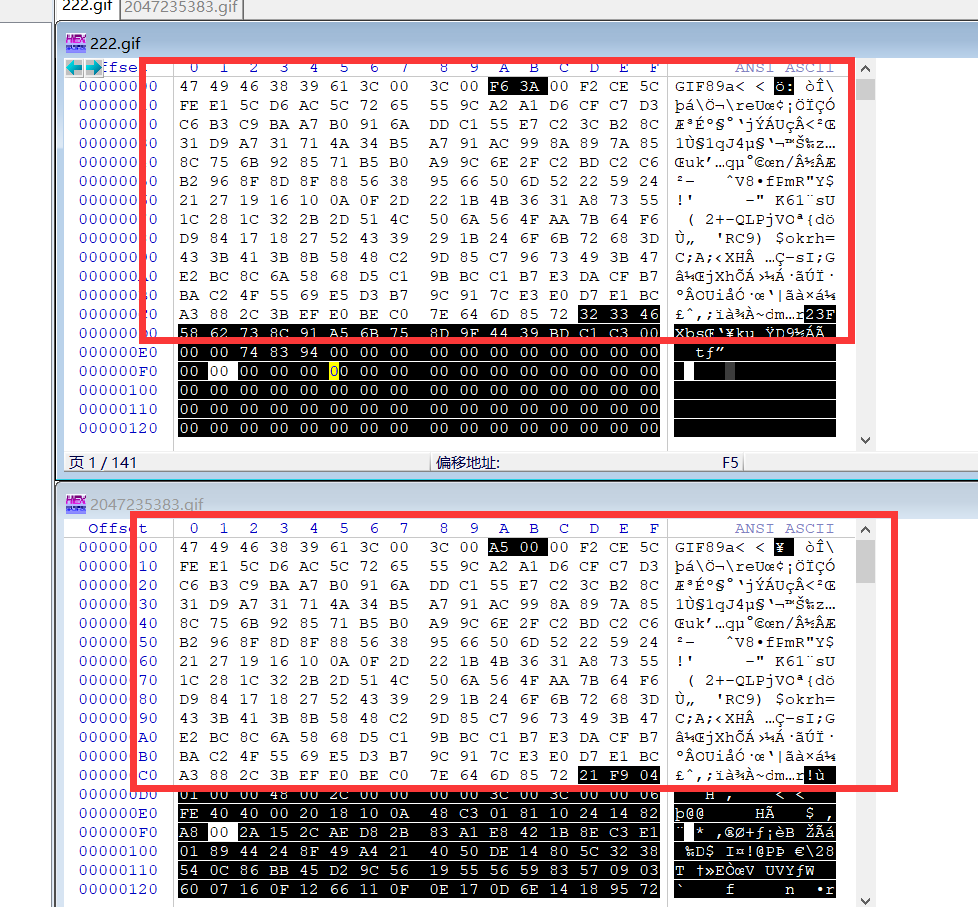 222.gif 2047235383.gif
222.gif
Offset 0 1 2 3 4 5 6 7 8 9 A B C D E F ANSI ASCII
00000000 47 49 46 38 39 61 3C 00 3C 00 F6 3A 00 F2 CE 5C GIF89a< < ö: òÎ\
00000010 FE E1 5C D6 AC 5C 72 65 55 9C A2 A1 D6 CF C7 D3 þá\Ö¬\reUœ¢¡ÖÏÇÓ
00000020 C6 B3 C9 BA A7 B0 91 6A DD C1 55 E7 C2 3C B2 8C Æ³Éº§°‘jÝÁUçÂ<²Œ
00000030 31 D9 A7 31 71 4A 34 B5 A7 91 AC 99 8A 89 7A 85 1Ù§1qJ4µ§‘¬™Š‰z…
00000040 8C 75 6B 92 85 71 B5 B0 A9 9C 6E 2F C2 BD C2 C6 Œuk’…qµ°©œn/Â½ÂÆ
00000050 B2 96 8F 8D 8F 88 56 38 95 66 50 6D 52 22 59 24 ²– ˆV8•fPmR"Y$
00000060 21 27 19 16 10 0A 0F 2D 22 1B 4B 36 31 A8 73 55 !' -" K61¨sU
00000070 1C 28 1C 32 2B 2D 51 4C 50 6A 56 4F AA 7B 64 F6 ( 2+-QLPjVOª{dö
00000080 D9 84 17 18 27 52 43 39 29 1B 24 6F 6B 72 68 3D Ù„ 'RC9) $okrh=
00000090 43 3B 41 3B 8B 58 48 C2 9D 85 C7 96 73 49 3B 47 C;A;‹XHÂ …Ç–sI;G
000000A0 E2 BC 8C 6A 58 68 D5 C1 9B BC C1 B7 E3 DA CF B7 â¼ŒjXhÕÁ›¼Á·ãÚÏ·
000000B0 BA C2 4F 55 69 E5 D3 B7 9C 91 7C E3 E0 D7 E1 BC ºÂOUiåÓ·œ‘|ãà×á¼
000000C0 A3 88 2C 3B EF E0 BE C0 7E 64 6D 85 72 32 33 46 £ˆ,;ïà¾À~dm…r23F
000000D0 58 62 73 8C 91 A5 6B 75 8D 9F 44 39 BD C1 C3 00 XbsŒ‘¥ku ŸD9½ÁÃ
000000E0 00 00 74 83 94 00 00 00 00 00 00 00 00 00 00 00 tƒ”
000000F0 00 00 00 00 00 00 00 00 00 00 00 00 00 00 00 00
00000100 00 00 00 00 00 00 00 00 00 00 00 00 00 00 00 00
00000110 00 00 00 00 00 00 00 00 00 00 00 00 00 00 00 00
00000120 00 00 00 00 00 00 00 00 00 00 00 00 00 00 00 00
页 1 / 141 偏移地址: F5
2047235383.gif
Offset 0 1 2 3 4 5 6 7 8 9 A B C D E F ANSI ASCII
00000000 47 49 46 38 39 61 3C 00 3C 00 A5 00 00 F2 CE 5C GIF89a< < ¥ òÎ\
00000010 FE E1 5C D6 AC 5C 72 65 55 9C A2 A1 D6 CF C7 D3 þá\Ö¬\reUœ¢¡ÖÏÇÓ
00000020 C6 B3 C9 BA A7 B0 91 6A DD C1 55 E7 C2 3C B2 8C Æ³Éº§°‘jÝÁUçÂ<²Œ
00000030 31 D9 A7 31 71 4A 34 B5 A7 91 AC 99 8A 89 7A 85 1Ù§1qJ4µ§‘¬™Š‰z…
00000040 8C 75 6B 92 85 71 B5 B0 A9 9C 6E 2F C2 BD C2 C6 Œuk’…qµ°©œn/Â½ÂÆ
00000050 B2 96 8F 8D 8F 88 56 38 95 66 50 6D 52 22 59 24 ²– ˆV8•fPmR"Y$
00000060 21 27 19 16 10 0A 0F 2D 22 1B 4B 36 31 A8 73 55 !' -" K61¨sU
00000070 1C 28 1C 32 2B 2D 51 4C 50 6A 56 4F AA 7B 64 F6 ( 2+-QLPjVOª{dö
00000080 D9 84 17 18 27 52 43 39 29 1B 24 6F 6B 72 68 3D Ù„ 'RC9) $okrh=
00000090 43 3B 41 3B 8B 58 48 C2 9D 85 C7 96 73 49 3B 47 C;A;‹XHÂ …Ç–sI;G
000000A0 E2 BC 8C 6A 58 68 D5 C1 9B BC C1 B7 E3 DA CF B7 â¼ŒjXhÕÁ›¼Á·ãÚÏ·
000000B0 BA C2 4F 55 69 E5 D3 B7 9C 91 7C E3 E0 D7 E1 BC ºÂOUiåÓ·œ‘|ãà×á¼
000000C0 A3 88 2C 3B EF E0 BE C0 7E 64 6D 85 72 21 F9 04 £ˆ,;ïà¾À~dm…r!ù
000000D0 01 00 00 48 00 2C 00 00 00 00 3C 00 3C 00 00 06 H , < <
000000E0 FE 40 40 00 20 18 10 0A 48 C3 01 81 10 24 14 82 þ@@ HÃ $ ‚
000000F0 A8 00 2A 15 2C AE D8 2B 83 A1 E8 42 1B 8E C3 E1 ¨ * ,®Ø+ƒ¡èB ŽÃá
00000100 01 89 44 24 8F 49 A4 21 40 50 DE 14 80 5C 32 38 ‰D$ I¤!@PÞ €\28
00000110 54 0C 86 BB 45 D2 9C 56 19 55 56 59 83 57 09 03 T †»EÒœV UVYƒW
00000120 60 07 16 0F 12 66 11 0F 0E 17 0D 6E 14 18 95 72 ` f n •r